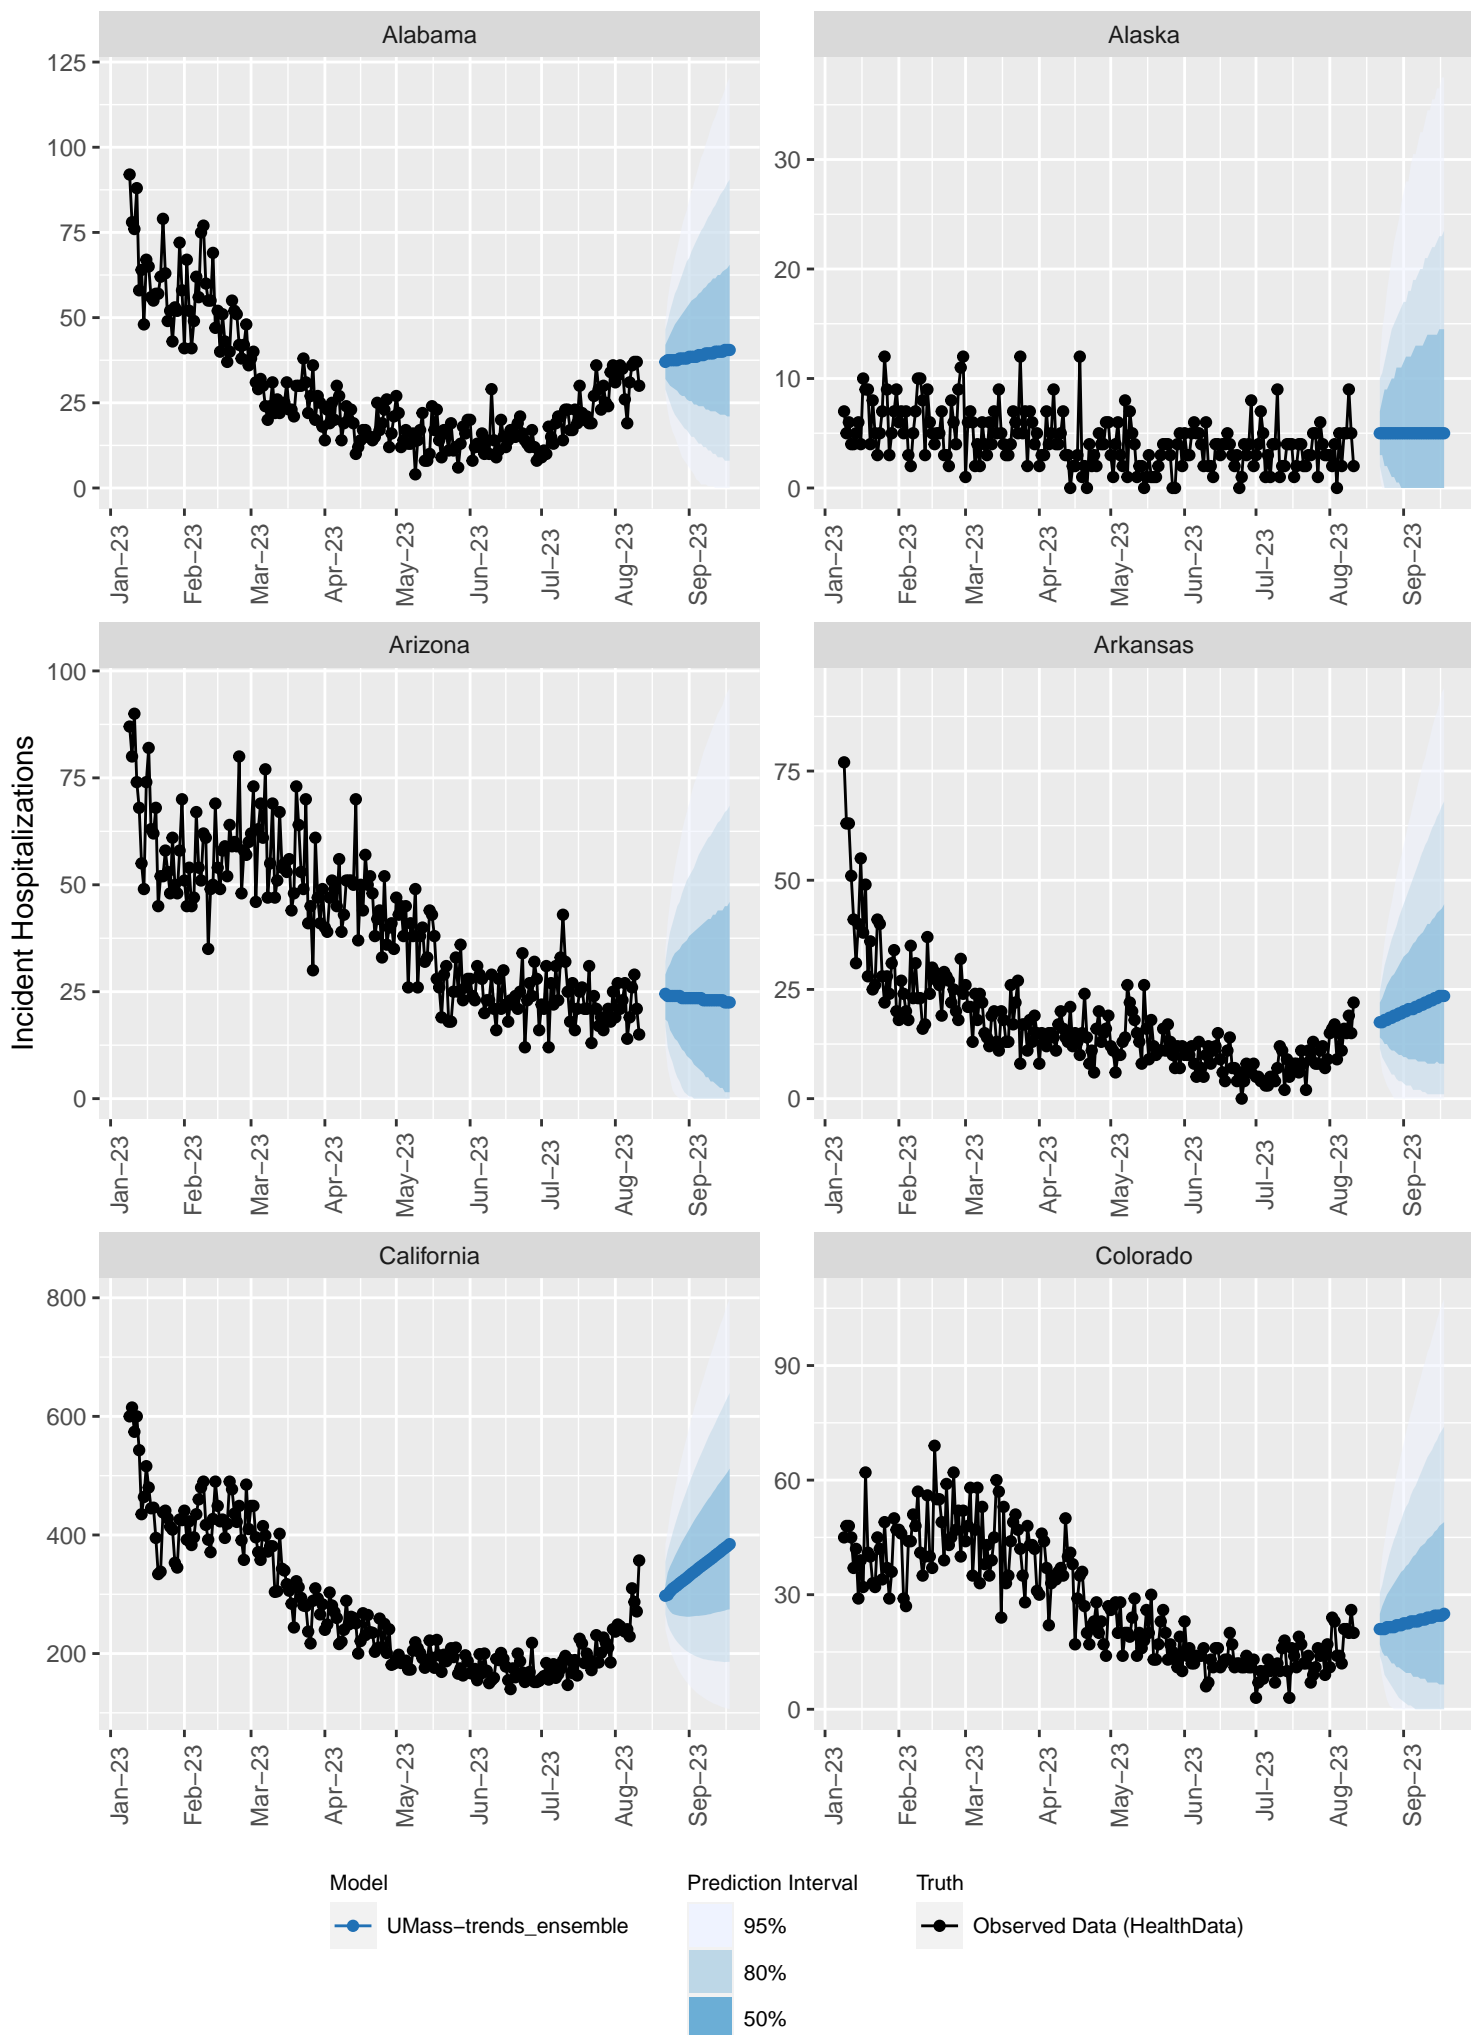 Alabama
Alaska
125
100
75
50
25
0
30
20
10
0
Jan−23
Feb−23
Mar−23
Apr−23
May−23
Jun−23
Jul−23
Aug−23
Sep−23
Jan−23
Feb−23
Mar−23
Apr−23
May−23
Jun−23
Jul−23
Aug−23
Sep−23
Incident Hospitalizations
Arizona
Arkansas
100
75
50
25
0
75
50
25
0
Jan−23
Feb−23
Mar−23
Apr−23
May−23
Jun−23
Jul−23
Aug−23
Sep−23
Jan−23
Feb−23
Mar−23
Apr−23
May−23
Jun−23
Jul−23
Aug−23
Sep−23
California
Colorado
800
600
400
200
90
60
30
0
Jan−23
Feb−23
Mar−23
Apr−23
May−23
Jun−23
Jul−23
Aug−23
Sep−23
Jan−23
Feb−23
Mar−23
Apr−23
May−23
Jun−23
Jul−23
Aug−23
Sep−23
Model
UMass−trends_ensemble
Prediction Interval
95%
80%
50%
Truth
Observed Data (HealthData)